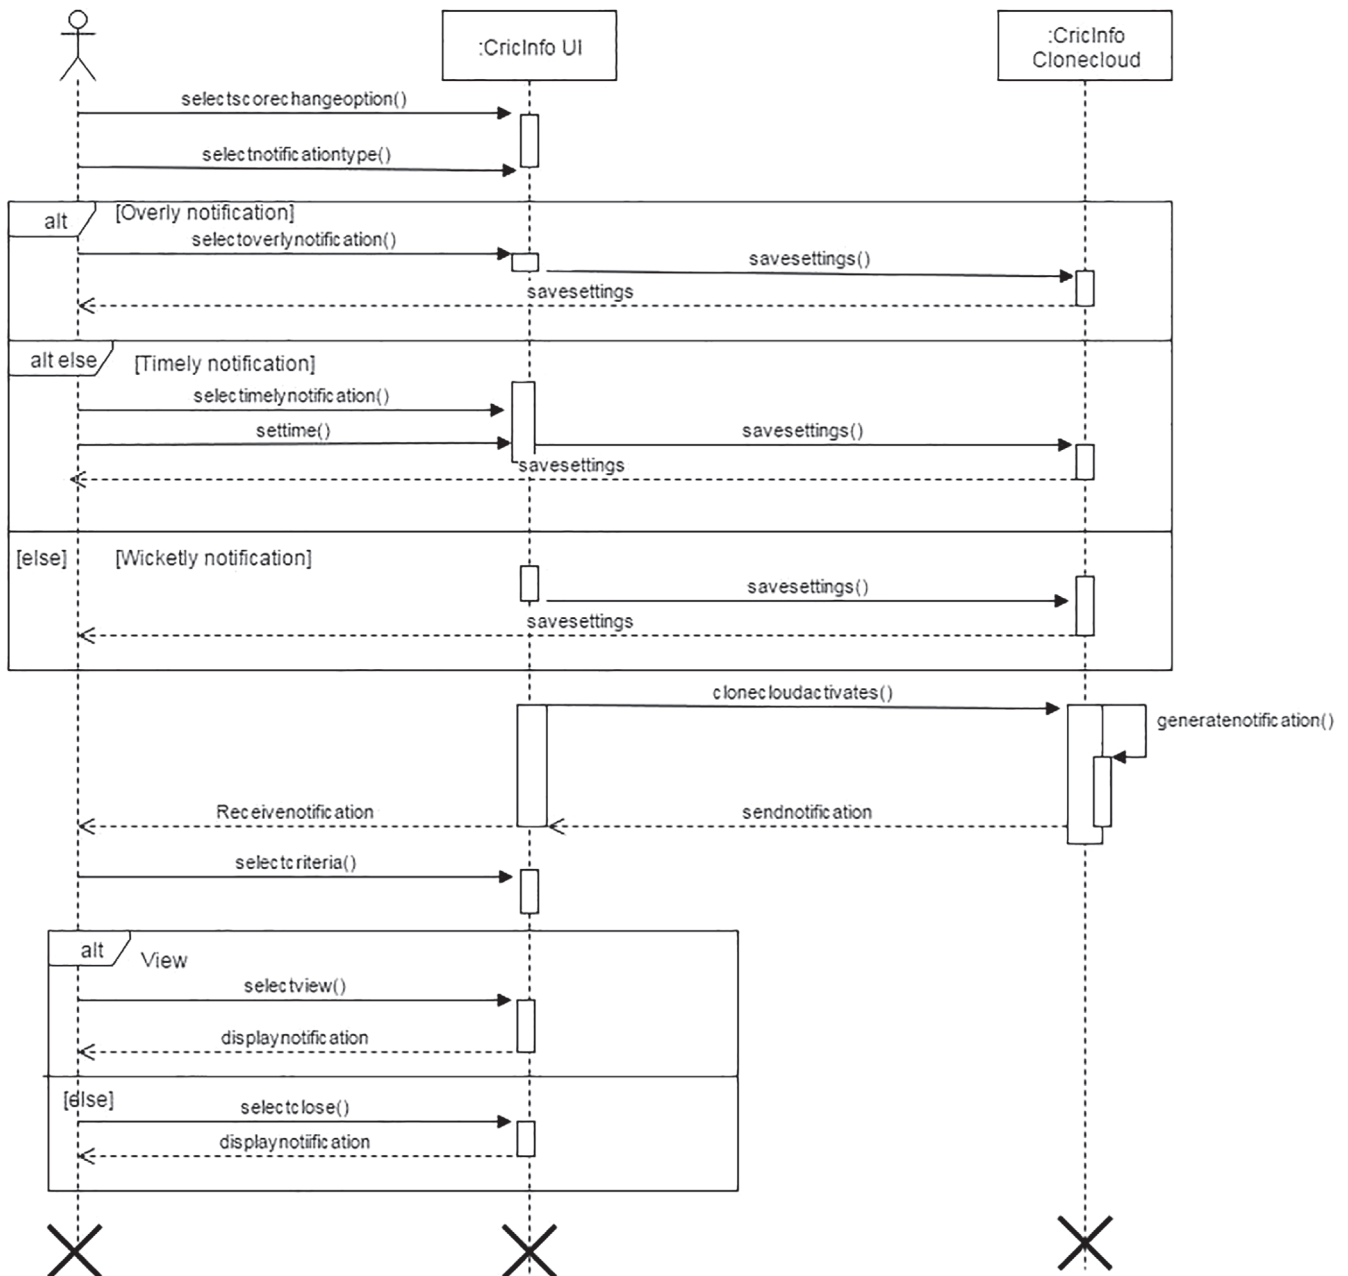 :CricInfo UI
:CricInfo
Clonecloud
selectscorechangeoption()
selectnotificationtype()
alt
[Overly notification]
selectoverlynotification()
savesettings()
savesettings
alt else
[Timely notification]
selectimelynotification()
settime()
savesettings()
savesettings
[else]
[Wicketly notification]
savesettings()
savesettings
clonecloudactivates()
generatenotification()
Receivenotification
sendnotification
selectcriteria()
alt
View
selectview()
displaynotification
[else]
selectclose()
displaynotiification